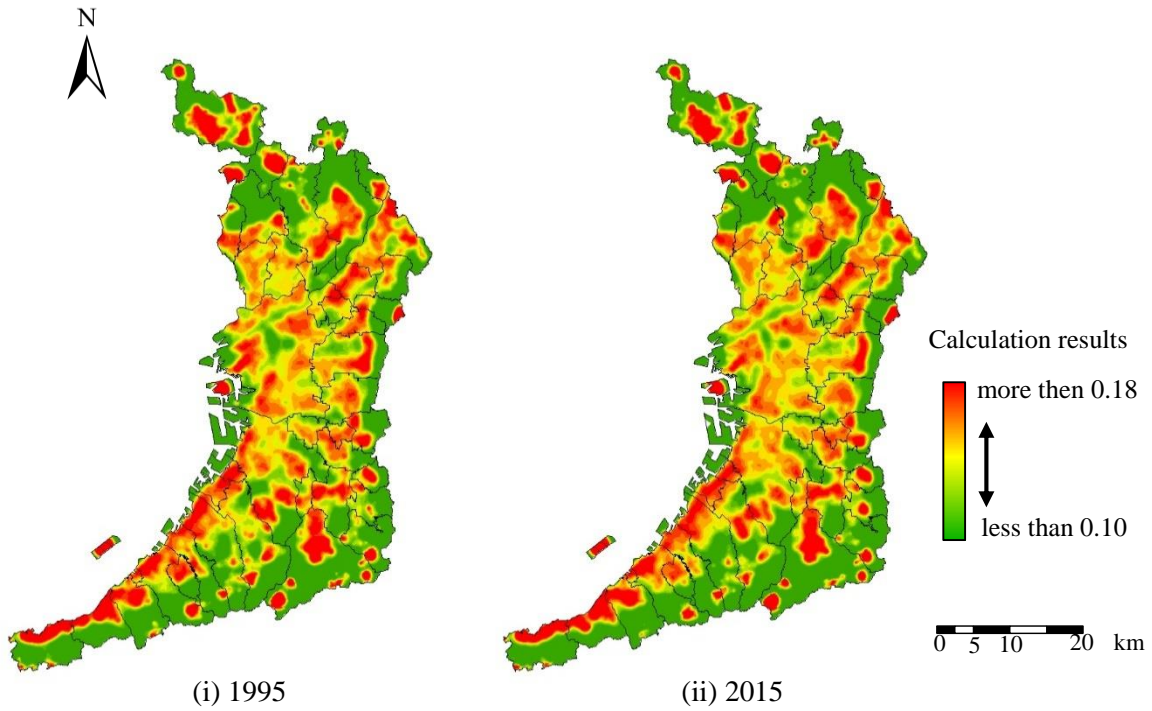 N
Calculation results
more then 0.18
less than 0.10
0 5 10 20 km
(i) 1995
(ii) 2015